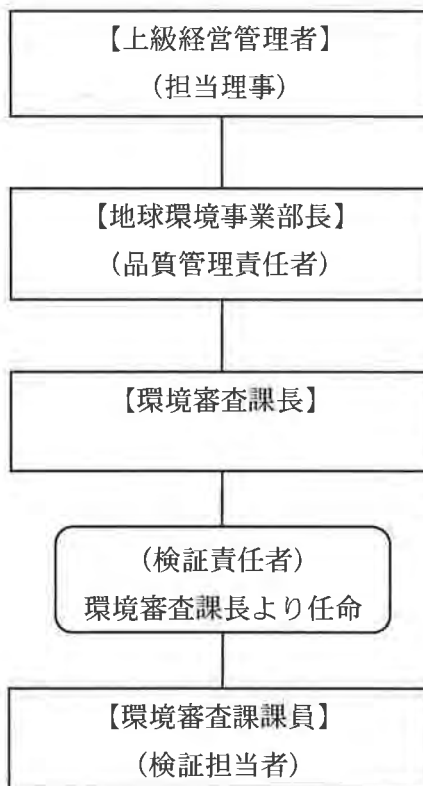 【上級経営管理者】
(担当理事)
【地球環境事業部長】
(品質管理責任者)
【環境審査課長】
(検証責任者)
環境審査課長より任命
【環境審査課課員】
(検証担当者)